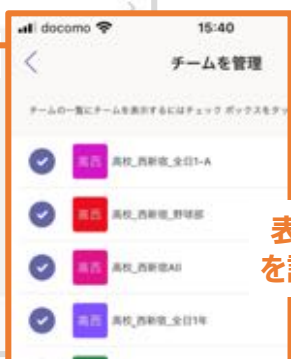 docomo 15:40
チームを管理
チームの一覧にチームを表示するにはチェック ボックスをタッ
高西 高校_西新宿_全日1-A
高西 高校_西新宿_野球部
表
高西 高校_西新宿All
を
高西 高校_西新宿_全日1年